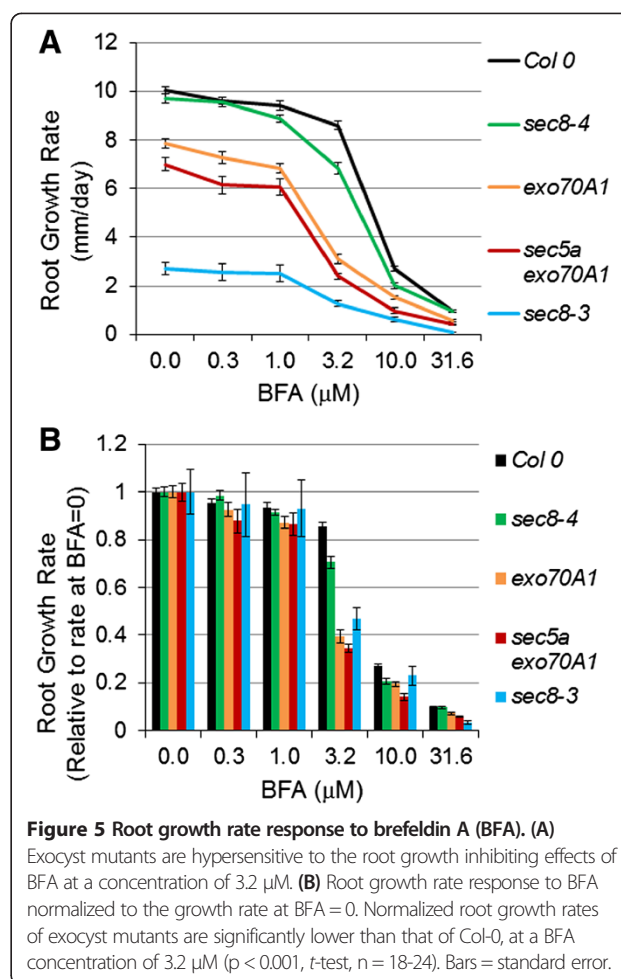 A
Root Growth Rate
(mm/day)
12
10
8
6
4
2
0
0.0 0.3 1.0 3.2 10.0 31.6
BFA (µM)
Col 0
sec8-4
exo70A1
sec5a
exo70A1
sec8-3
B
Root Growth Rate
(Relative to rate at BFA=0)
1.2
1
0.8
0.6
0.4
0.2
0
0.0 0.3 1.0 3.2 10.0 31.6
BFA (µM)
Col 0
sec8-4
exo70A1
sec5a
exo70A1
sec8-3
Figure 5 Root growth rate response to brefeldin A (BFA). (A)
Exocyst mutants are hypersensitive to the root growth inhibiting effects of
BFA at a concentration of 3.2 µM. (B) Root growth rate response to BFA
normalized to the growth rate at BFA = 0. Normalized root growth rates
of exocyst mutants are significantly lower than that of Col-0, at a BFA
concentration of 3.2 µM (p < 0.001, t-test, n = 18-24). Bars = standard error.